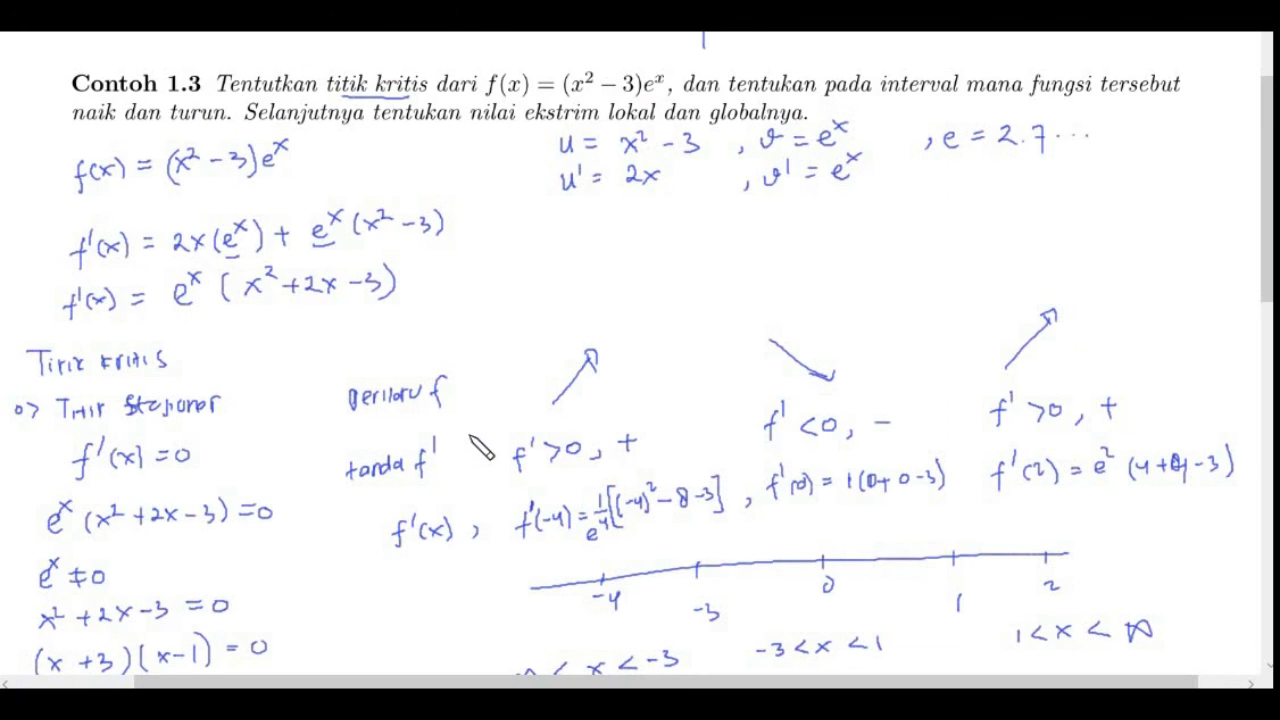 Contoh 1.3 Tentutkan titik kritis dari f(x) = (x² − 3)eˣ, dan tentukan pada interval mana fungsi tersebut
naik dan turun. Selanjutnya tentukan nilai ekstrim lokal dan globalnya.
f(x) = (x² − 3)eˣ
u = x² − 3 , v = eˣ , e = 2.7 ...
u' = 2x , v' = eˣ
f'(x) = 2x(eˣ) + eˣ(x² − 3)
f'(x) = eˣ (x² + 2x − 3)
Titik kritis
o> Titik Stasioner
f'(x) = 0
eˣ (x² + 2x − 3) = 0
eˣ ≠ 0
x² + 2x − 3 = 0
(x + 3)(x − 1) = 0
Perilaku f
tanda f'
f' > 0, +
f' < 0, −
f' > 0, +
f'(x) , f'(-4) = 1/e⁴[(-4)² − 8 − 3] , f'(0) = 1(0 + 0 − 3)
f'(2) = e² (4 + 4 − 3)
-4 -3 0 1 2
< x < -3
-3 < x < 1
1 < x < ∞